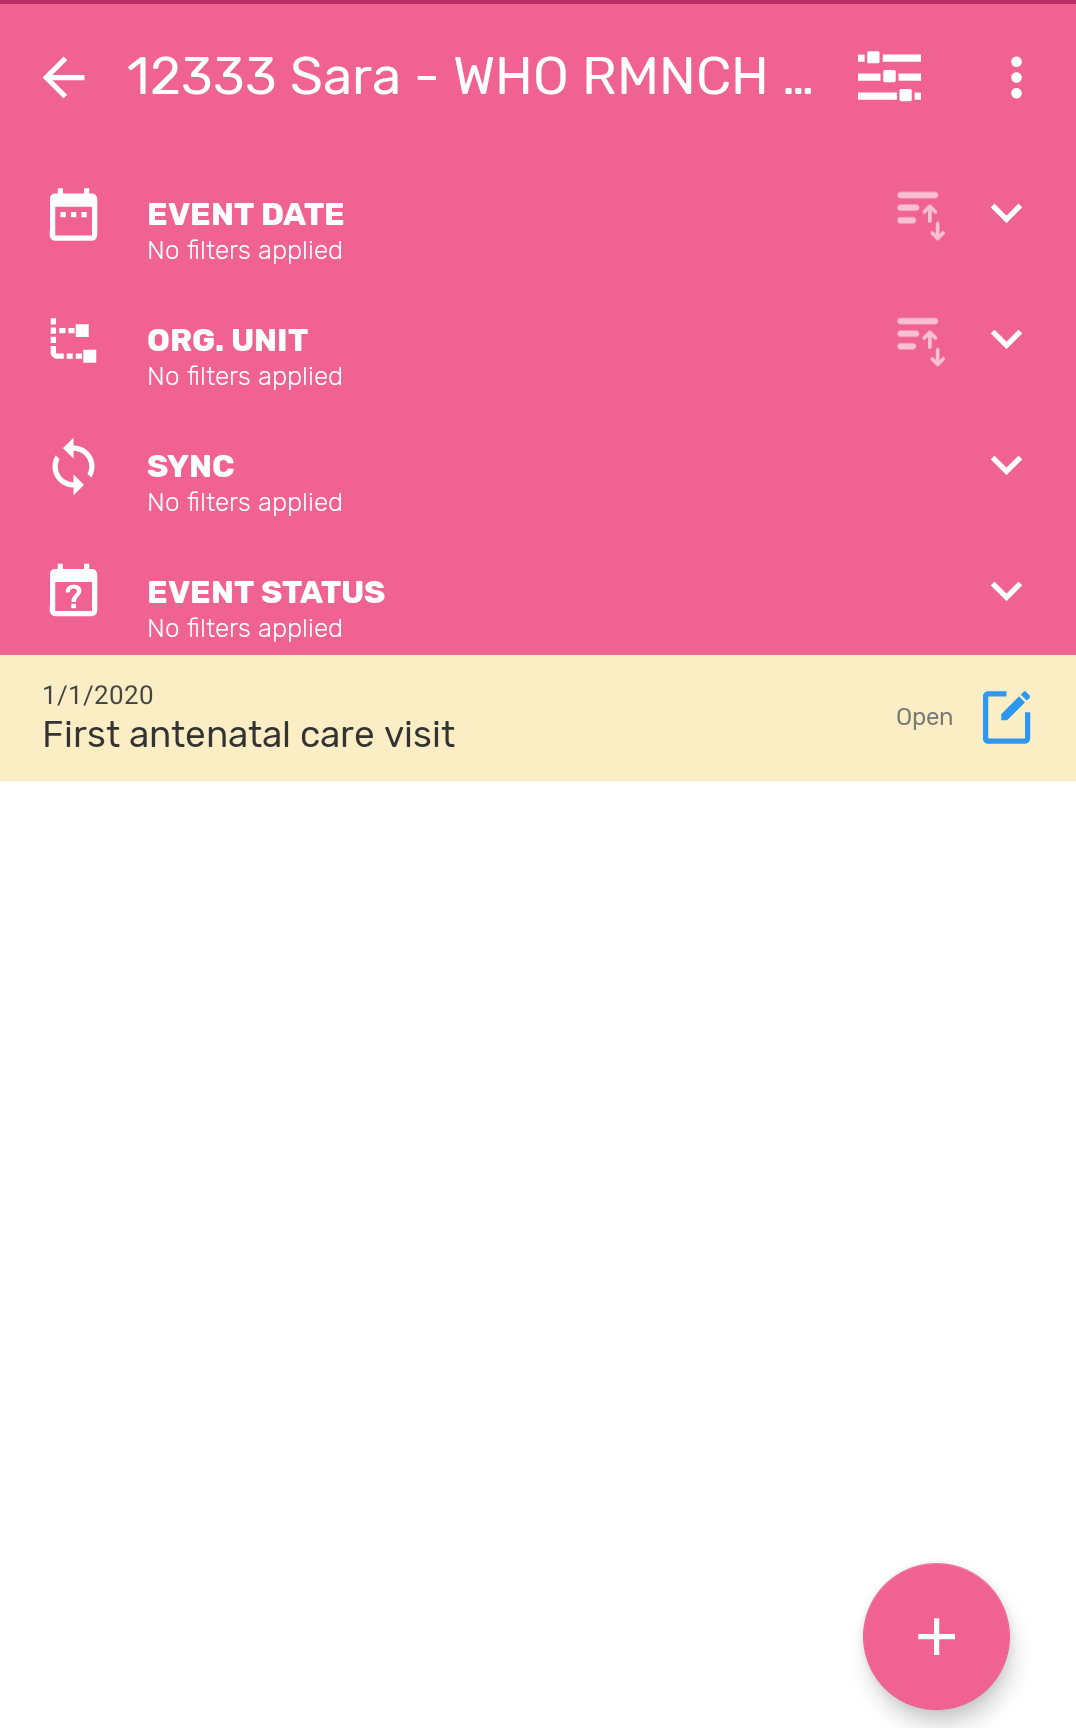 12333 Sara - WHO RMNCH ...
EVENT DATE
No filters applied
ORG. UNIT
No filters applied
SYNC
No filters applied
EVENT STATUS
No filters applied
1/1/2020
First antenatal care visit
Open